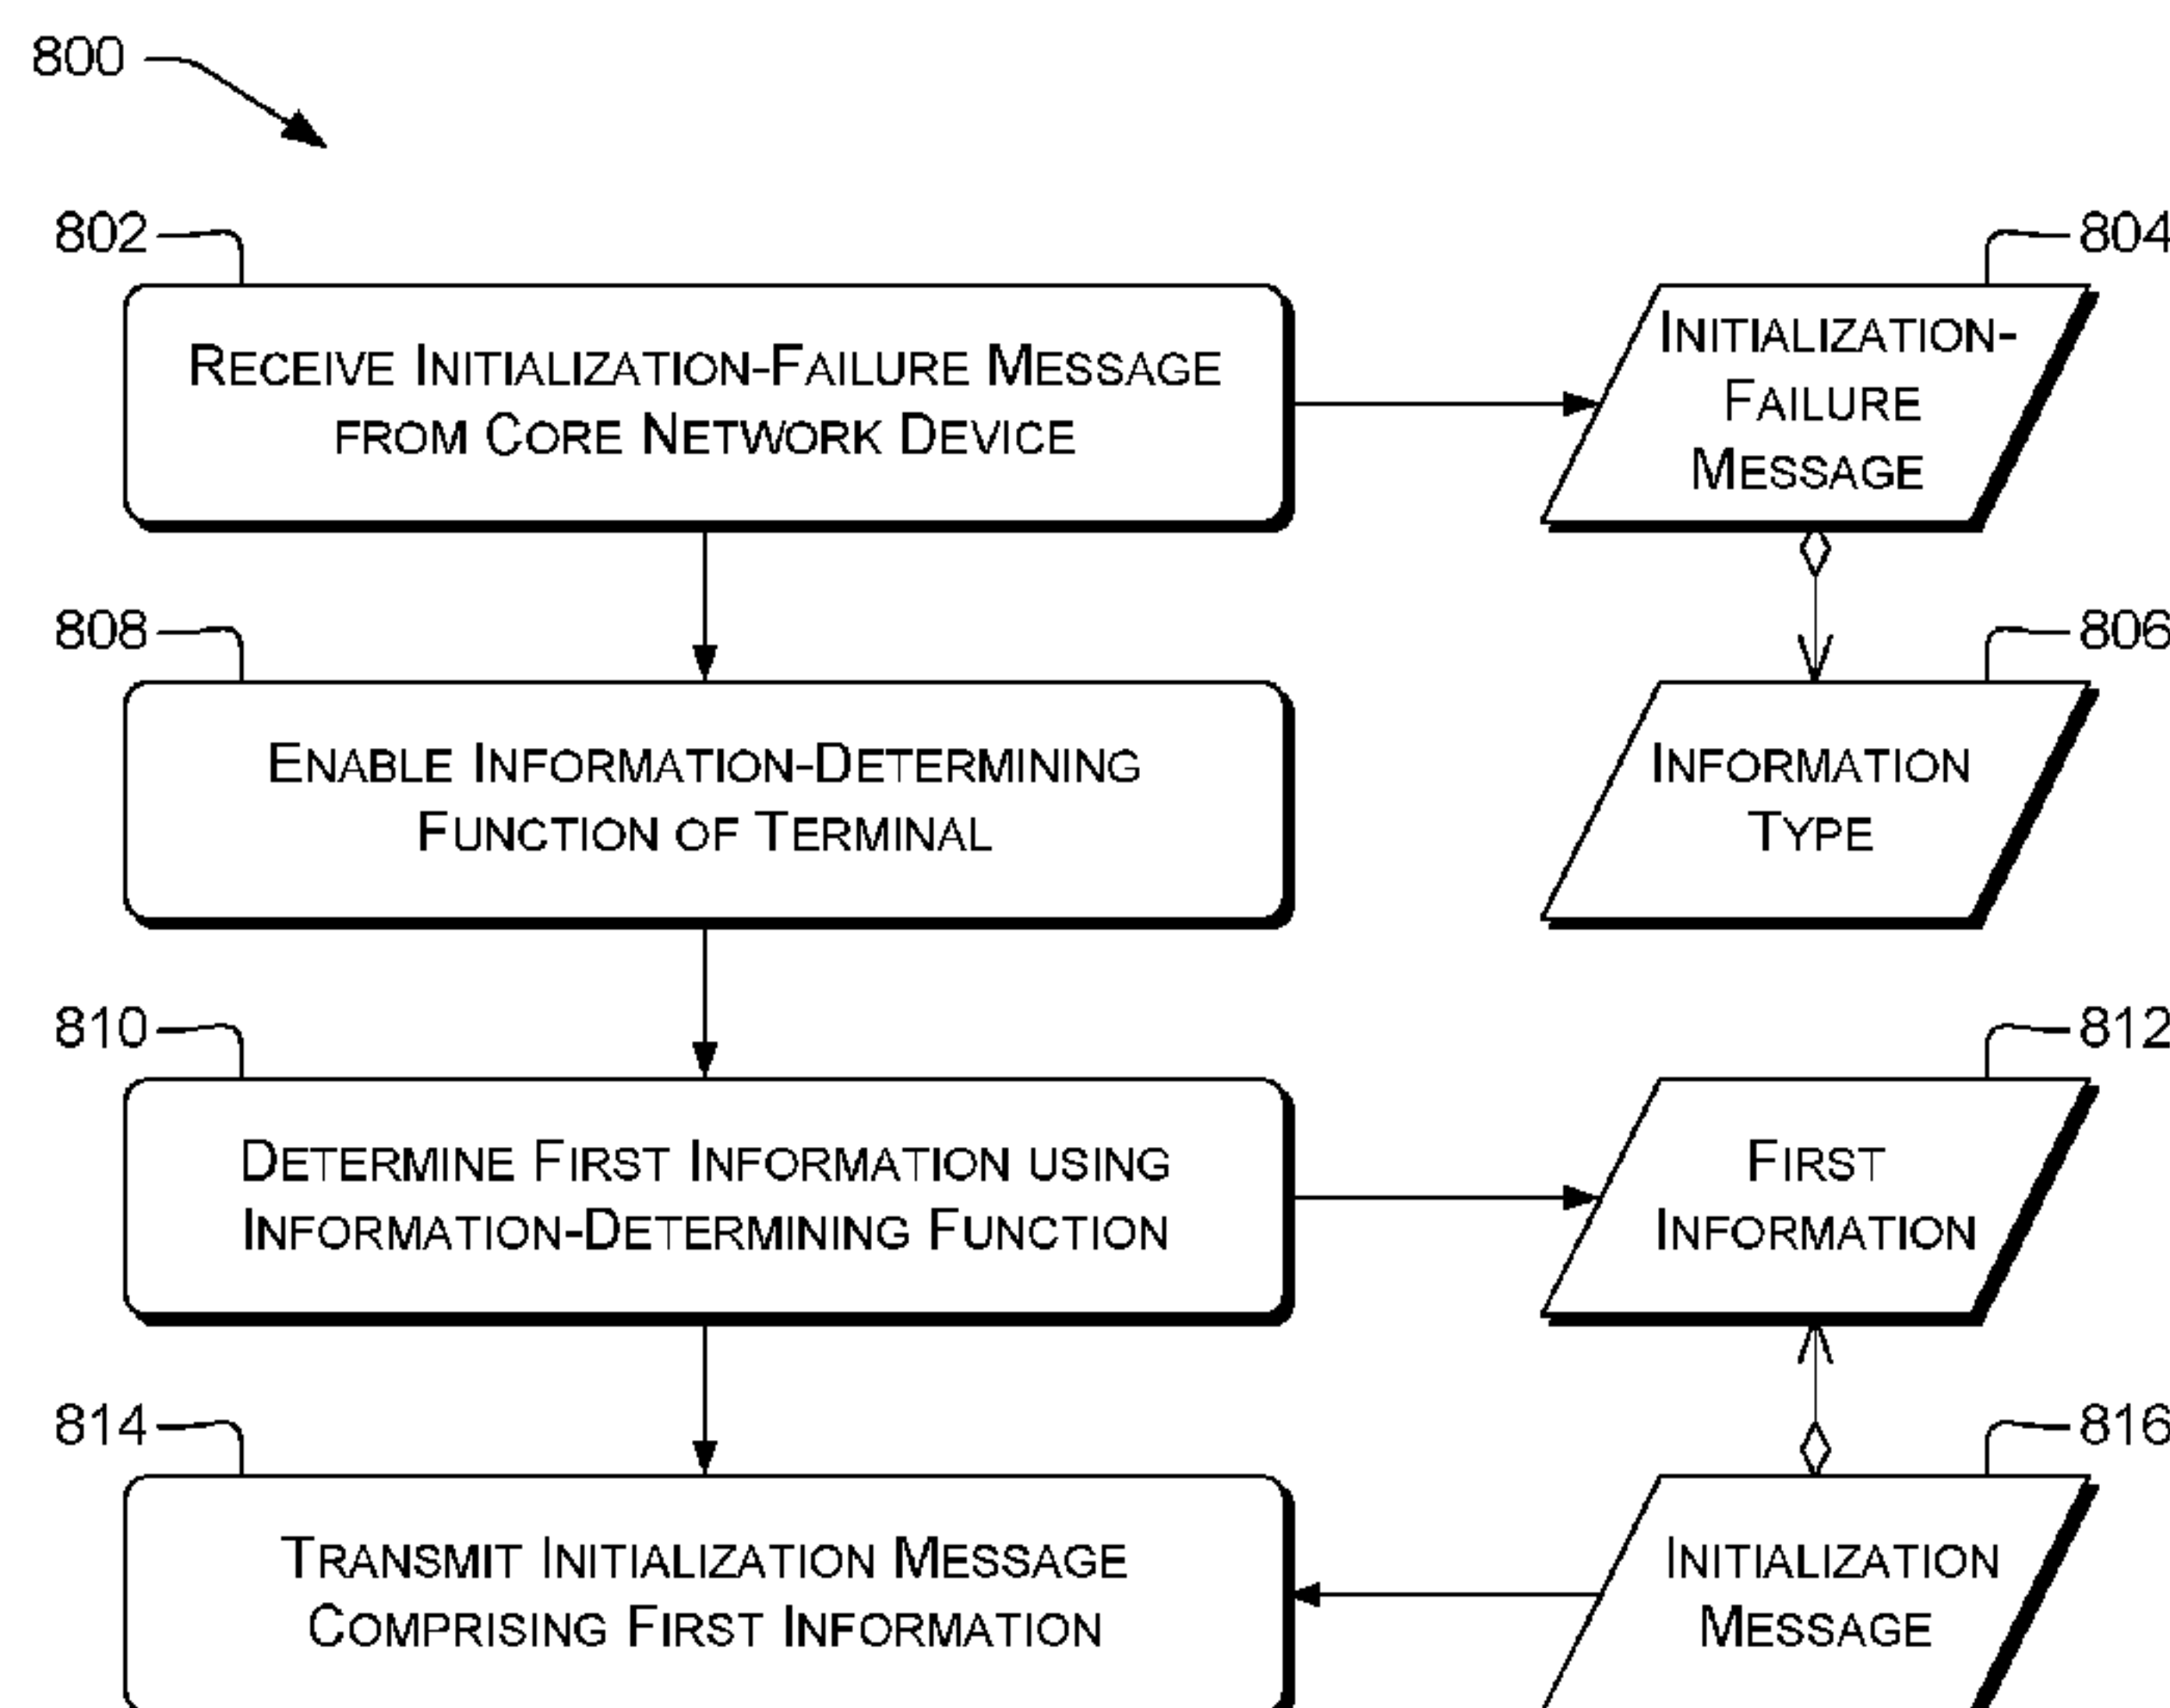 800
802
804
RECEIVE INITIALIZATION-FAILURE MESSAGE
FROM CORE NETWORK DEVICE
INITIALIZATION-
FAILURE
MESSAGE
808
806
ENABLE INFORMATION-DETERMINING
FUNCTION OF TERMINAL
INFORMATION
TYPE
810
812
DETERMINE FIRST INFORMATION USING
INFORMATION-DETERMINING FUNCTION
FIRST
INFORMATION
814
816
TRANSMIT INITIALIZATION MESSAGE
COMPRISING FIRST INFORMATION
INITIALIZATION
MESSAGE